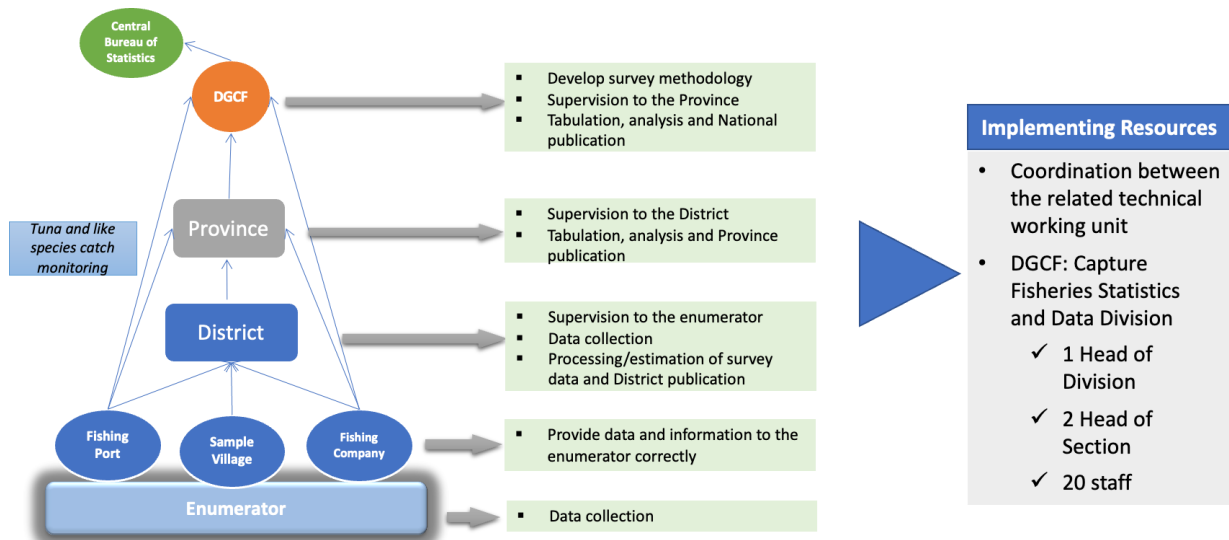 Central
Bureau of
Statistics
DGCF
▪ Develop survey methodology
▪ Supervision to the Province
▪ Tabulation, analysis and National
publication
Tuna and like
species catch
monitoring
Province
▪ Supervision to the District
▪ Tabulation, analysis and Province
publication
District
▪ Supervision to the enumerator
▪ Data collection
▪ Processing/estimation of survey
data and District publication
Fishing
Port
Sample
Village
Fishing
Company
▪ Provide data and information to the
enumerator correctly
Enumerator
▪ Data collection
Implementing Resources
• Coordination between
the related technical
working unit
• DGCF: Capture
Fisheries Statistics
and Data Division
✓ 1 Head of
Division
✓ 2 Head of
Section
✓ 20 staff